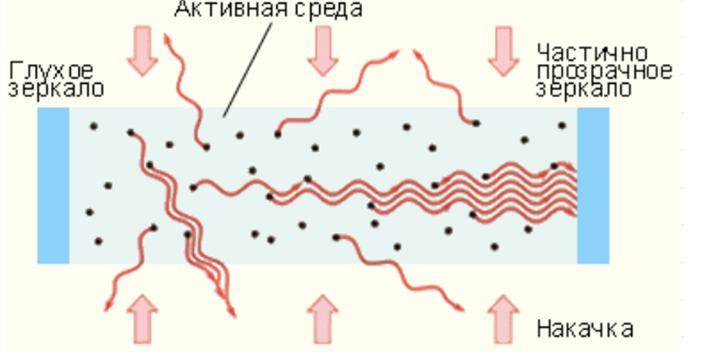 Активная среда
Глухое
зеркало
Частично
прозрачное
зеркало
Накачка